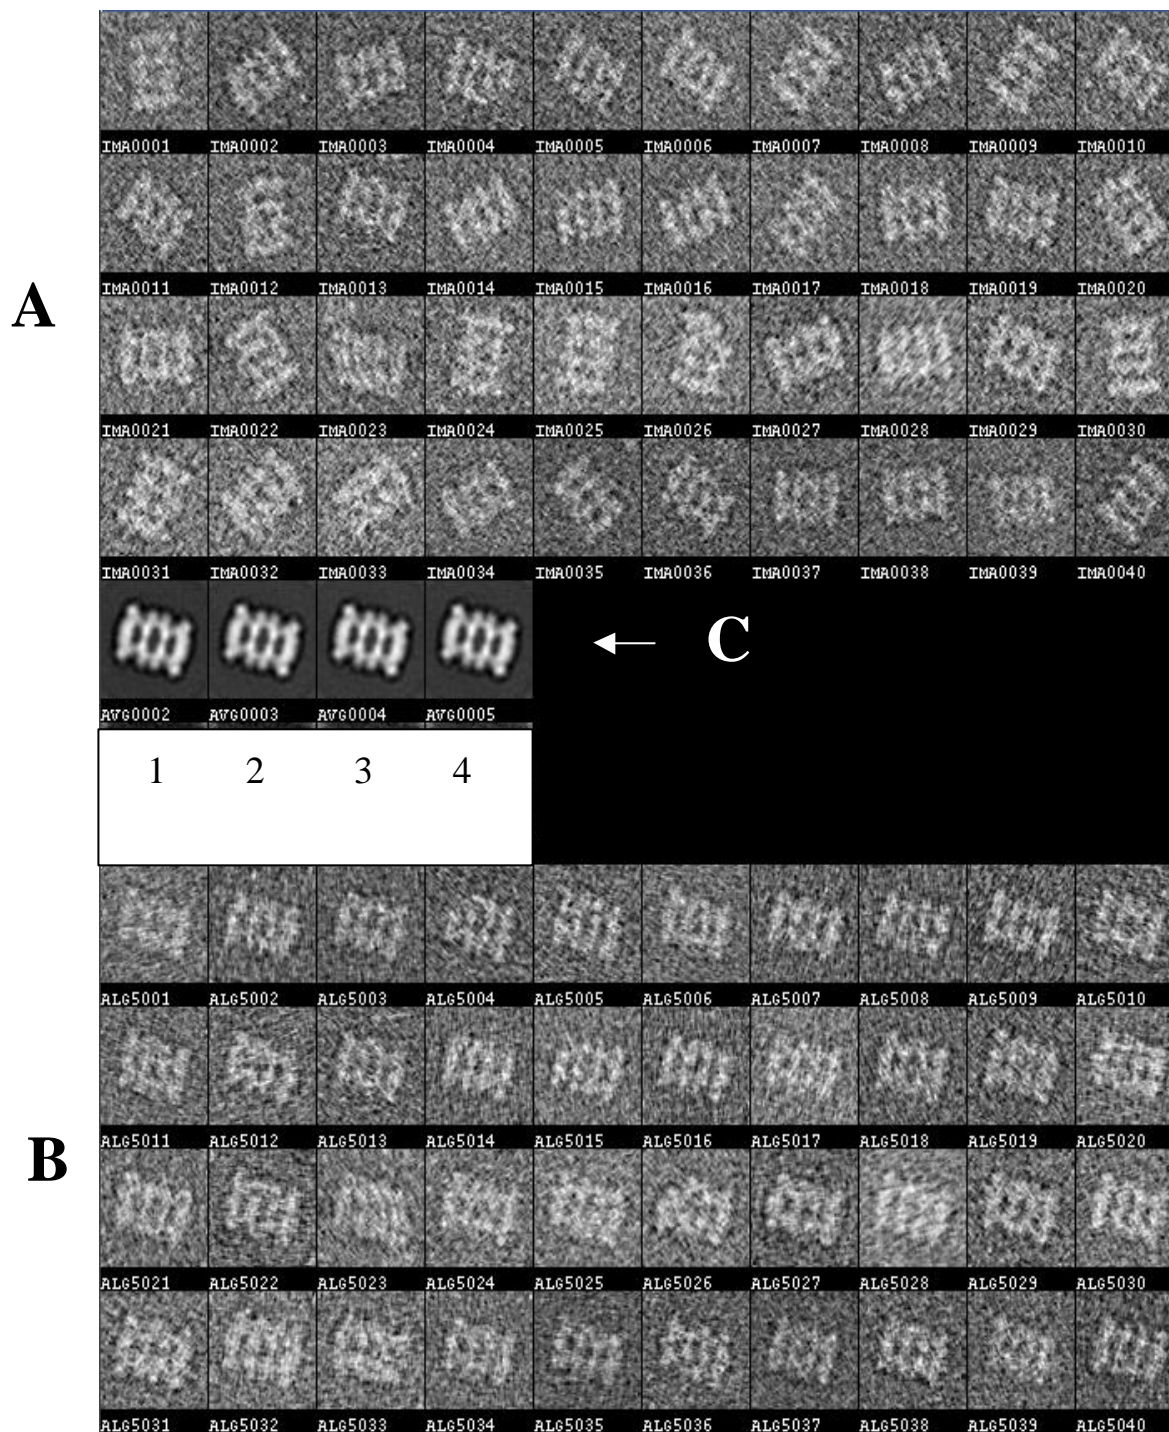 IMA0001 IMA0002 IMA0003 IMA0004 IMA0005 IMA0006 IMA0007 IMA0008 IMA0009 IMA0010
IMA0011 IMA0012 IMA0013 IMA0014 IMA0015 IMA0016 IMA0017 IMA0018 IMA0019 IMA0020
A
IMA0021 IMA0022 IMA0023 IMA0024 IMA0025 IMA0026 IMA0027 IMA0028 IMA0029 IMA0030
IMA0031 IMA0032 IMA0033 IMA0034 IMA0035 IMA0036 IMA0037 IMA0038 IMA0039 IMA0040
C
AVG0002 AVG0003 AVG0004 AVG0005
1 2 3 4
ALG5001 ALG5002 ALG5003 ALG5004 ALG5005 ALG5006 ALG5007 ALG5008 ALG5009 ALG5010
ALG5011 ALG5012 ALG5013 ALG5014 ALG5015 ALG5016 ALG5017 ALG5018 ALG5019 ALG5020
B
ALG5021 ALG5022 ALG5023 ALG5024 ALG5025 ALG5026 ALG5027 ALG5028 ALG5029 ALG5030
ALG5031 ALG5032 ALG5033 ALG5034 ALG5035 ALG5036 ALG5037 ALG5038 ALG5039 ALG5040